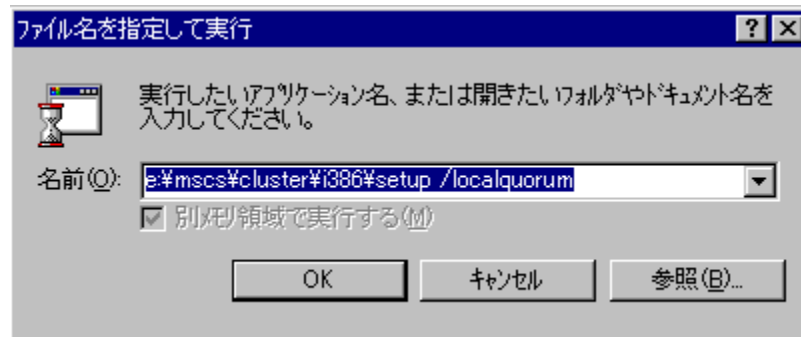 ファイル名を指定して実行
実行したいアプリケーション名、または開きたいフォルダやドキュメント名を
入力してください。
名前(O): e:¥mscs¥cluster¥i386¥setup /localquorum
別メモリ領域で実行する(M)
OK キャンセル 参照(B)...